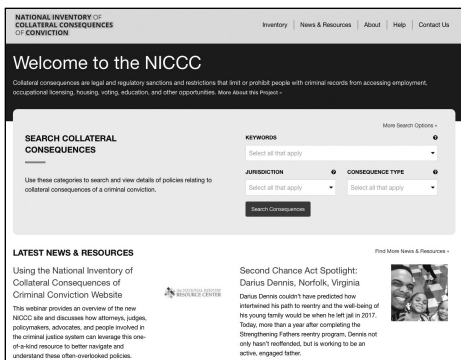 NATIONAL INVENTORY OF
COLLATERAL CONSEQUENCES
OF CONVICTION
Inventory News & Resources About Help Contact Us
Welcome to the NICCC
Collateral consequences are legal and regulatory sanctions and restrictions that limit or prohibit people with criminal records from accessing employment,
occupational licensing, housing, voting, education, and other opportunities. More About this Project »
More Search Options »
SEARCH COLLATERAL
CONSEQUENCES
Use these categories to search and view details of policies relating to
collateral consequences of a criminal conviction.
KEYWORDS
Select all that apply
JURISDICTION CONSEQUENCE TYPE
Select all that apply Select all that apply
Search Consequences
LATEST NEWS & RESOURCES
Find More News & Resources »
Using the National Inventory of
Collateral Consequences of
Criminal Conviction Website
This webinar provides an overview of the new
NICCC site and discusses how attorneys, judges,
policymakers, advocates, and people involved in
the criminal justice system can leverage this one-
of-a-kind resource to better navigate and
understand these often-overlooked policies.
the NATIONAL REENTRY
RESOURCE CENTER
Second Chance Act Spotlight:
Darius Dennis, Norfolk, Virginia
Darius Dennis couldn't have predicted how
intertwined his path to reentry and the well-being of
his young family would be when he left jail in 2017.
Today, more than a year after completing the
Strengthening Fathers reentry program, Dennis not
only hasn't reoffended, but is working to be an
active, engaged father.